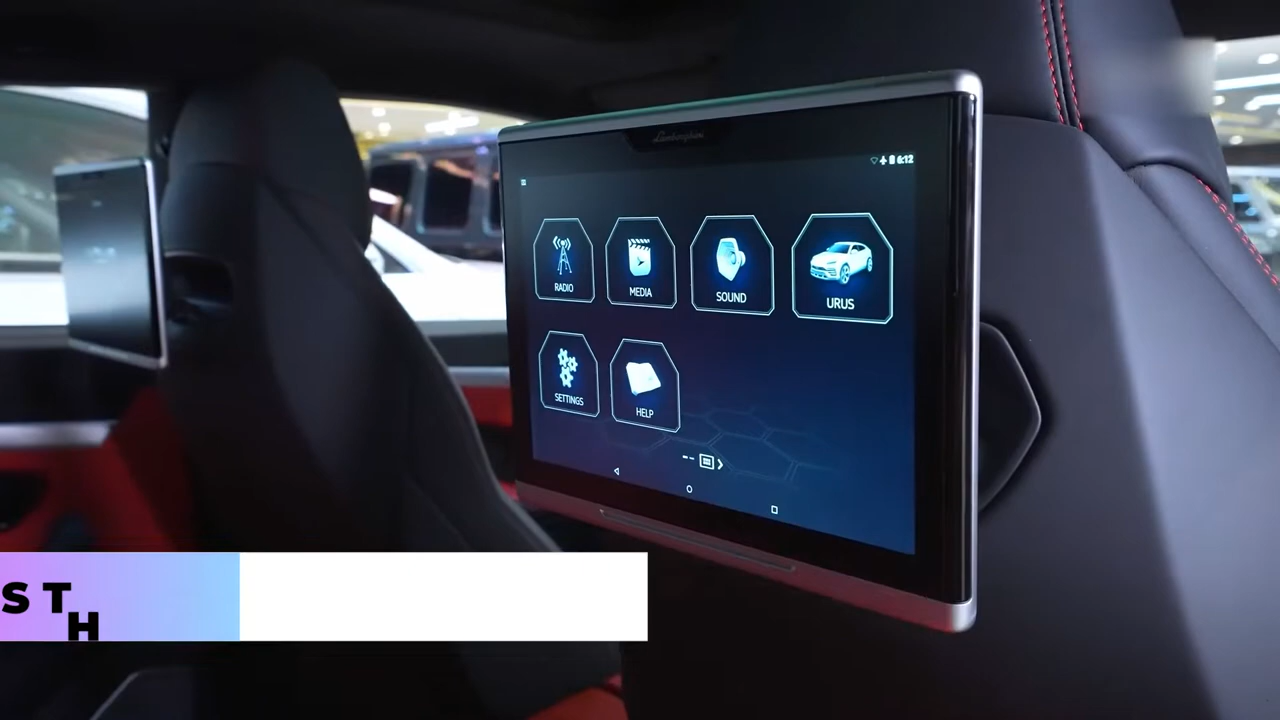 Lamborghini
6:12
RADIO
MEDIA
SOUND
URUS
SETTINGS
HELP
S T
H